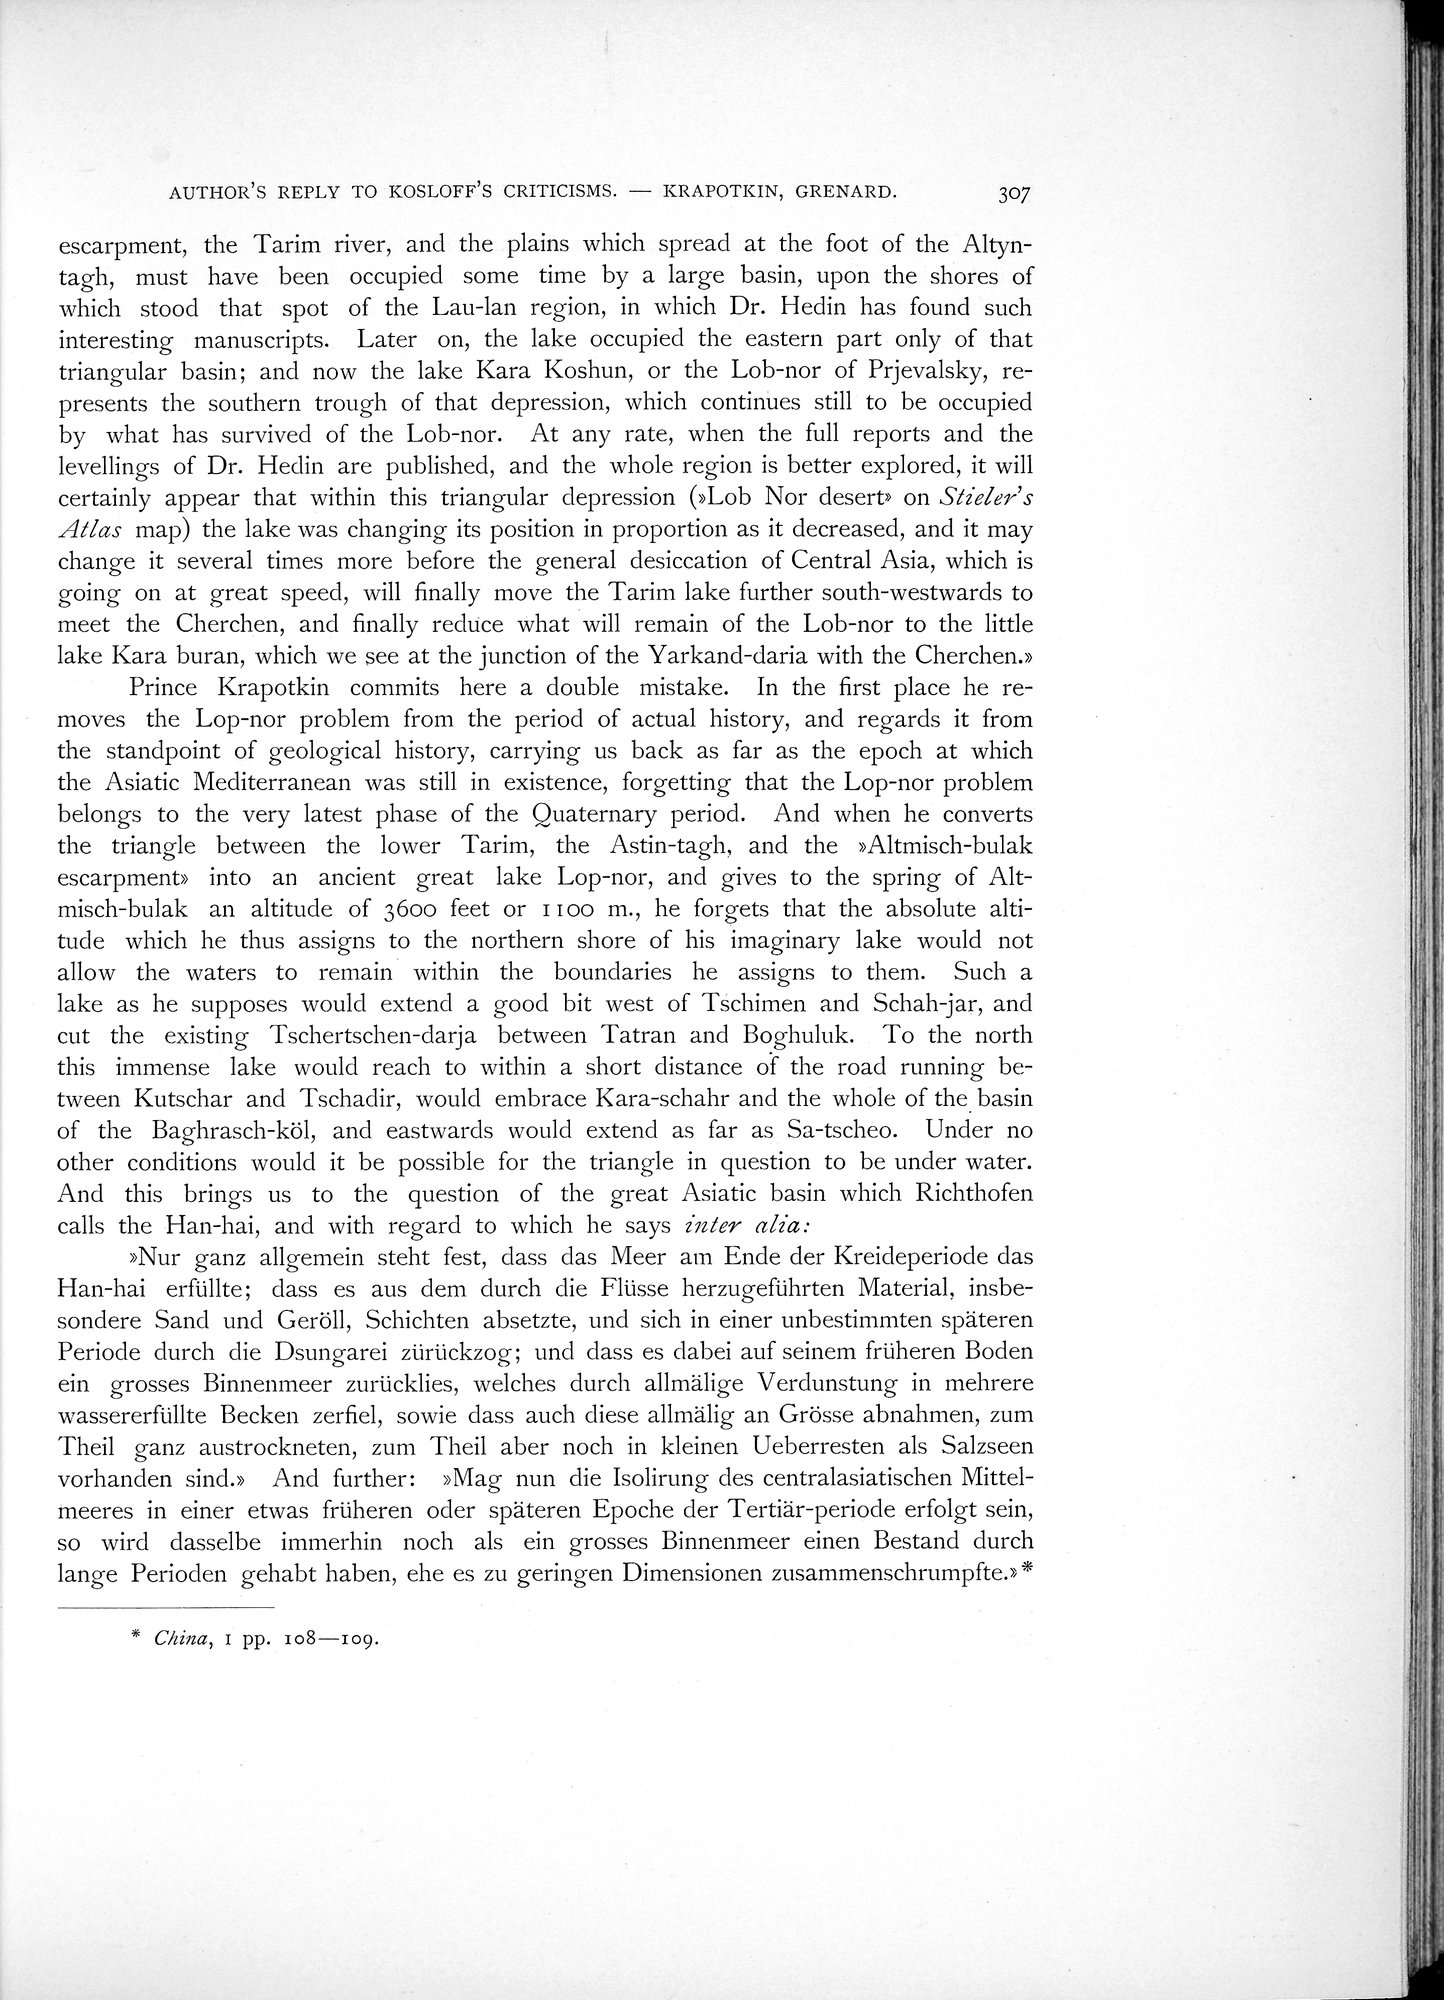 AUTHOR'S REPLY TO KOSLOFF'S CRITICISMS. — KRAPOTKIN, GRENARD. 307
escarpment, the Tarim river, and the plains which spread at the foot of the Altyn-
tagh, must have been occupied some time by a large basin, upon the shores of
which stood that spot of the Lau-lan region, in which Dr. Hedin has found such
interesting manuscripts. Later on, the lake occupied the eastern part only of that
triangular basin; and now the lake Kara Koshun, or the Lob-nor of Prjevalsky, re-
presents the southern trough of that depression, which continues still to be occupied
by what has survived of the Lob-nor. At any rate, when the full reports and the
levellings of Dr. Hedin are published, and the whole region is better explored, it will
certainly appear that within this triangular depression (»Lob Nor desert» on Stieler's
Atlas map) the lake was changing its position in proportion as it decreased, and it may
change it several times more before the general desiccation of Central Asia, which is
going on at great speed, will finally move the Tarim lake further south-westwards to
meet the Cherchen, and finally reduce what will remain of the Lob-nor to the little
lake Kara buran, which we see at the junction of the Yarkand-daria with the Cherchen.»
Prince Krapotkin commits here a double mistake. In the first place he re-
moves the Lop-nor problem from the period of actual history, and regards it from
the standpoint of geological history, carrying us back as far as the epoch at which
the Asiatic Mediterranean was still in existence, forgetting that the Lop-nor problem
belongs to the very latest phase of the Quaternary period. And when he converts
the triangle between the lower Tarim, the Astin-tagh, and the »Altmisch-bulak
escarpment» into an ancient great lake Lop-nor, and gives to the spring of Alt-
misch-bulak an altitude of 3600 feet or 1100 m., he forgets that the absolute alti-
tude which he thus assigns to the northern shore of his imaginary lake would not
allow the waters to remain within the boundaries he assigns to them. Such a
lake as he supposes would extend a good bit west of Tschimen and Schah-jar, and
cut the existing Tschertschen-darja between Tatran and Boghuluk. To the north
this immense lake would reach to within a short distance of the road running be-
tween Kutschar and Tschadir, would embrace Kara-schahr and the whole of the basin
of the Baghrasch-köl, and eastwards would extend as far as Sa-tscheo. Under no
other conditions would it be possible for the triangle in question to be under water.
And this brings us to the question of the great Asiatic basin which Richthofen
calls the Han-hai, and with regard to which he says inter alia:
»Nur ganz allgemein steht fest, dass das Meer am Ende der Kreideperiode das
Han-hai erfüllte; dass es aus dem durch die Flüsse herzugeführten Material, insbe-
sondere Sand und Geröll, Schichten absetzte, und sich in einer unbestimmten späteren
Periode durch die Dsungarei zürückzog; und dass es dabei auf seinem früheren Boden
ein grosses Binnenmeer zurücklies, welches durch allmälige Verdunstung in mehrere
wassererfüllte Becken zerfiel, sowie dass auch diese allmälig an Grösse abnahmen, zum
Theil ganz austrockneten, zum Theil aber noch in kleinen Ueberresten als Salzseen
vorhanden sind.» And further: »Mag nun die Isolirung des centralasiatischen Mittel-
meeres in einer etwas früheren oder späteren Epoche der Tertiär-periode erfolgt sein,
so wird dasselbe immerhin noch als ein grosses Binnenmeer einen Bestand durch
lange Perioden gehabt haben, ehe es zu geringen Dimensionen zusammenschrumpfte.»*
* China, I pp. 108—109.